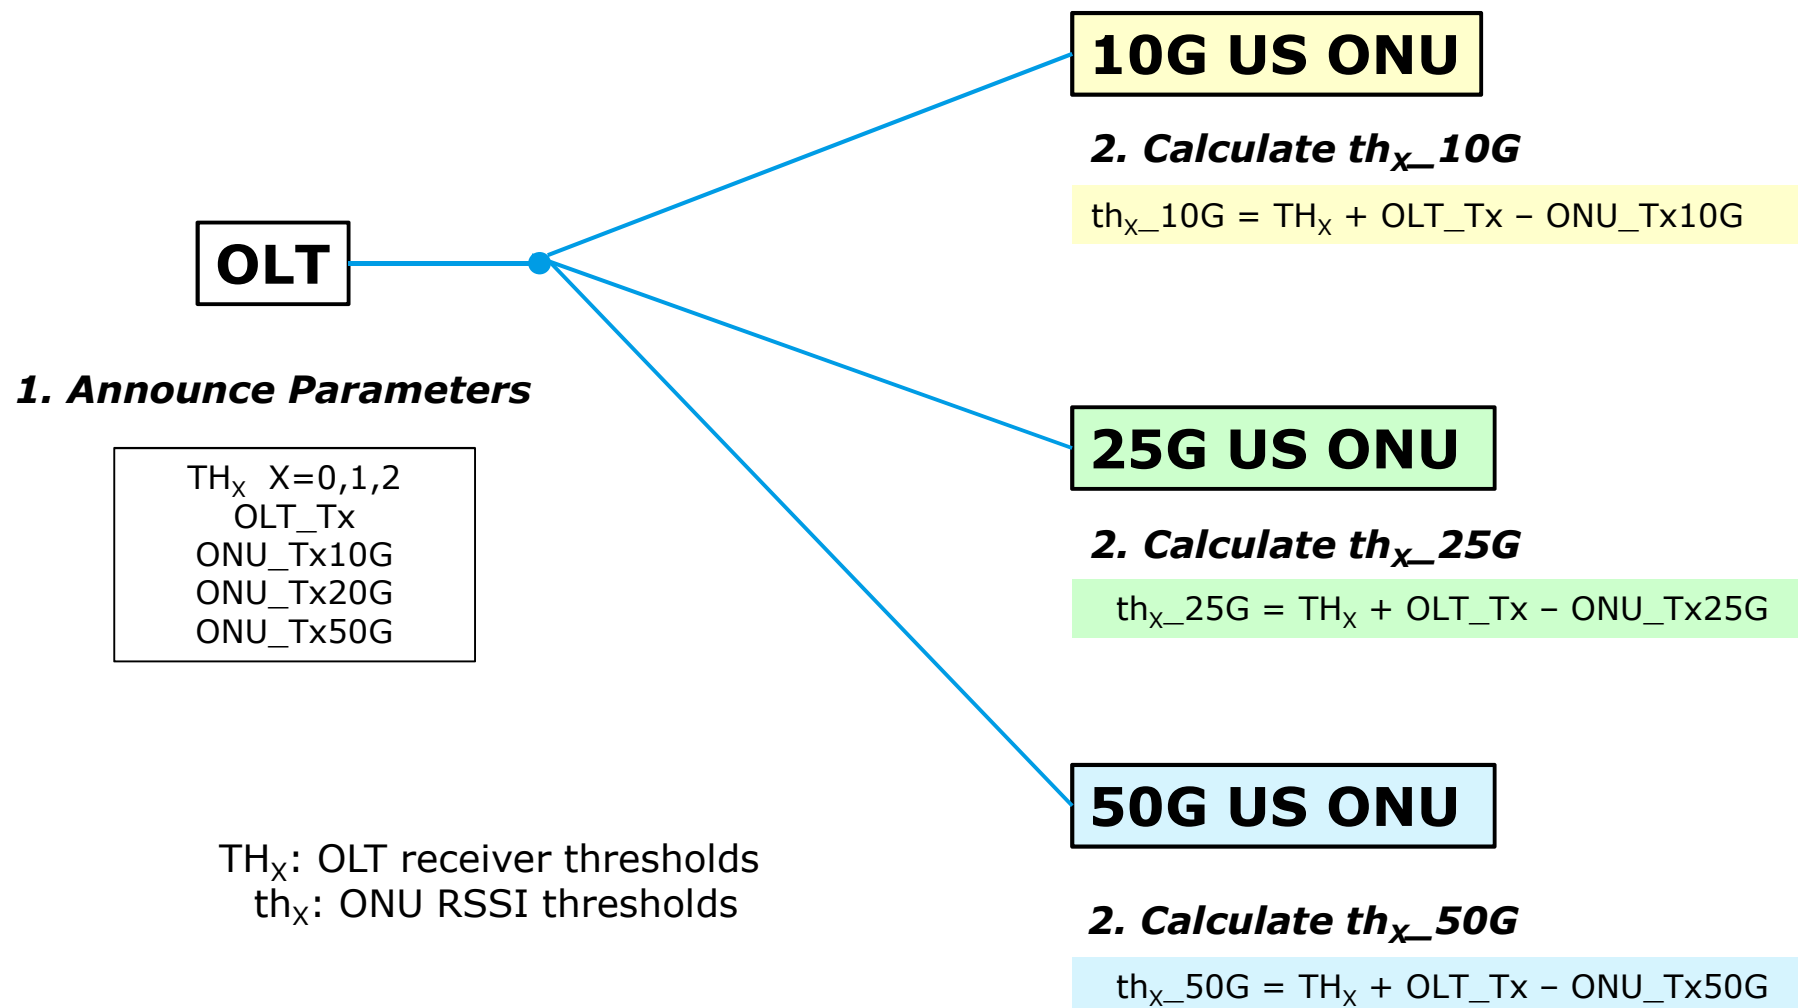 OLT
1. Announce Parameters
THX X=0,1,2
OLT_Tx
ONU_Tx10G
ONU_Tx20G
ONU_Tx50G
THX: OLT receiver thresholds
thX: ONU RSSI thresholds
10G US ONU
2. Calculate thX_10G
thX_10G = THX + OLT_Tx – ONU_Tx10G
25G US ONU
2. Calculate thX_25G
thX_25G = THX + OLT_Tx – ONU_Tx25G
50G US ONU
2. Calculate thX_50G
thX_50G = THX + OLT_Tx – ONU_Tx50G